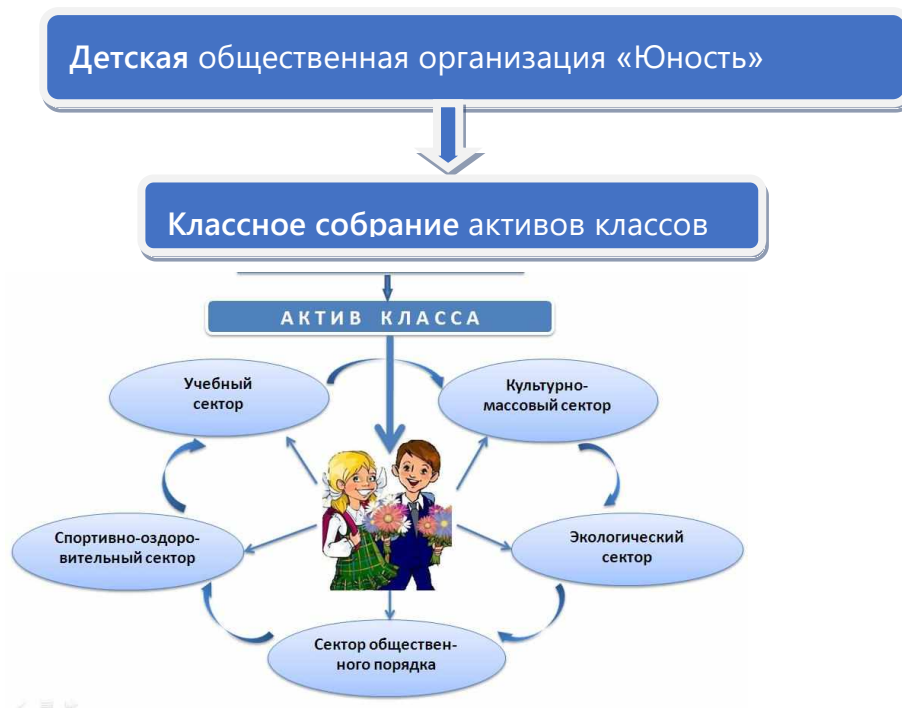 Детская общественная организация «Юность»
Классное собрание активов классов
АКТИВ КЛАССА
Учебный
сектор
Культурно-
массовый сектор
Спортивно-оздоро-
вительный сектор
Экологический
сектор
Сектор обществен-
ного порядка